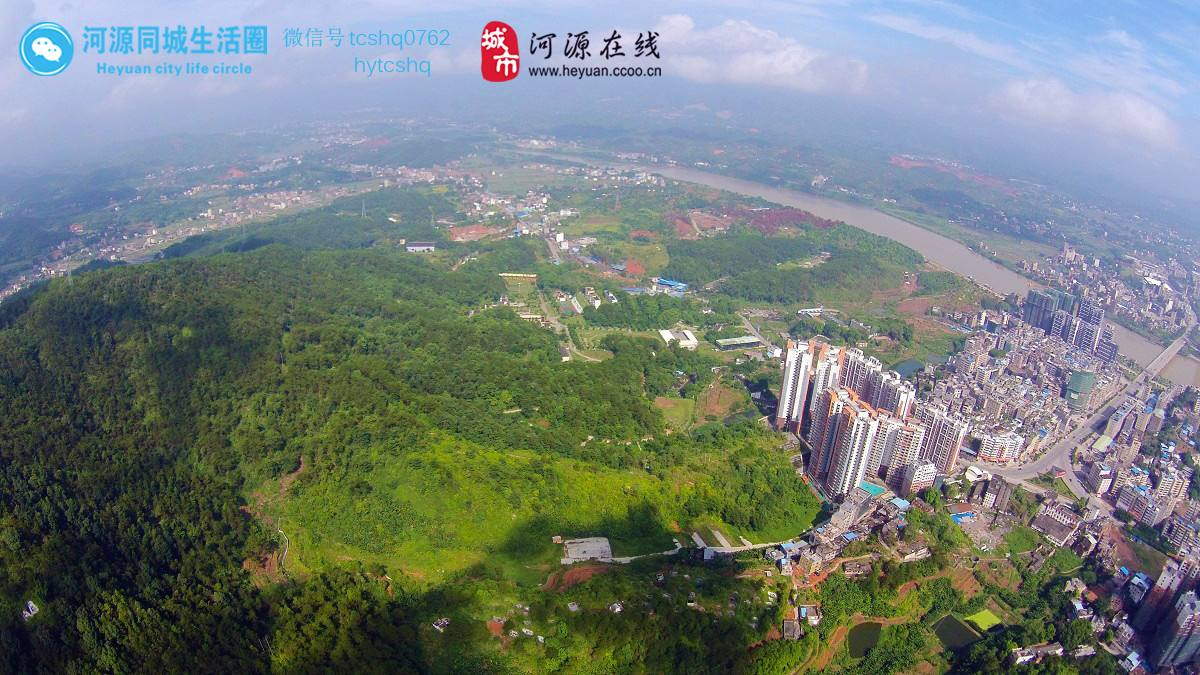 河源同城生活圈
Heyuan city life circle
微信号 tcshq0762
hytcshq
城市
河源在线
www.heyuan.ccoo.cn